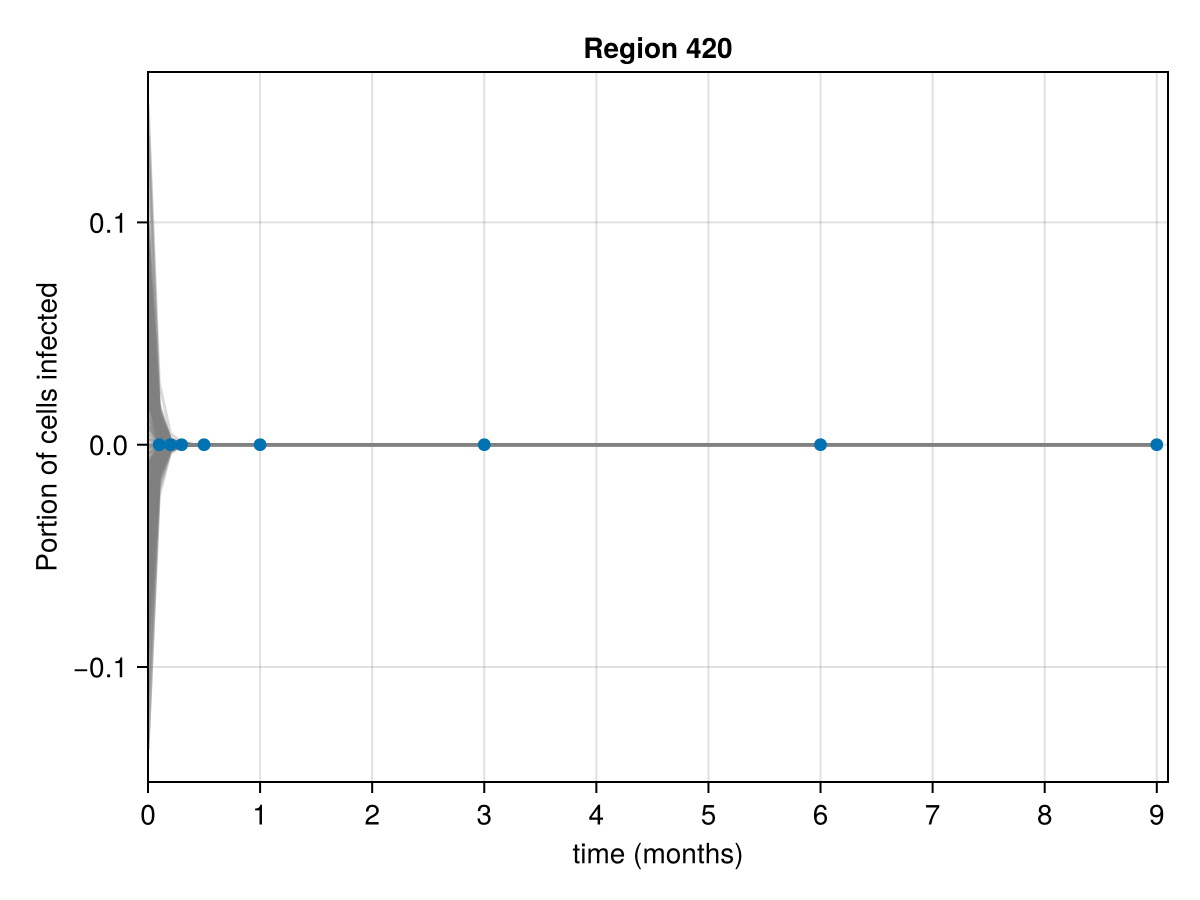 Region 420
Portion of cells infected
0.1
0.0
−0.1
0 1 2 3 4 5 6 7 8 9
time (months)